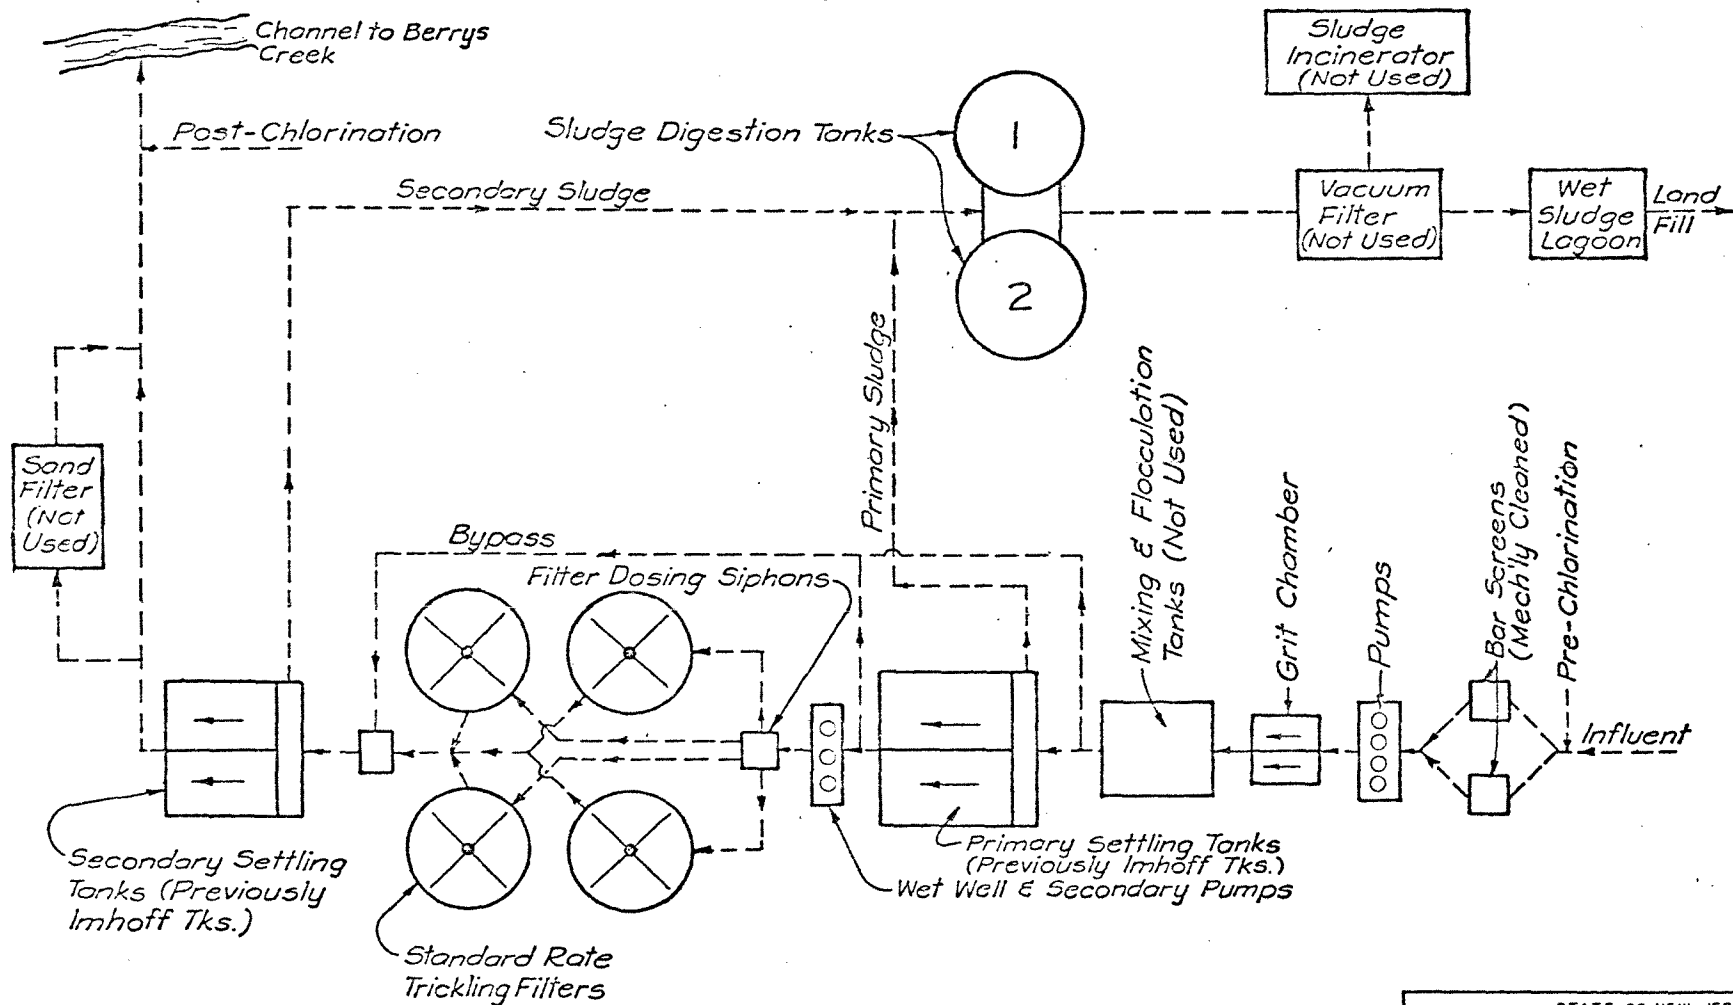 Channel to Berrys
Creek
Post-Chlorination
Secondary Sludge
Sludge Digestion Tanks
1
2
Sludge
Incinerator
(Not Used)
Vacuum
Filter
(Not Used)
Wet
Sludge
Lagoon
Land
Fill
Primary Sludge
Sand
Filter
(Not
Used)
Bypass
Filter Dosing Siphons
Mixing & Flocculation
Tanks (Not Used)
Grit Chamber
Pumps
Bar Screens
(Mech'ly Cleaned)
Pre-Chlorination
Influent
Secondary Settling
Tanks (Previously
Imhoff Tks.)
Standard Rate
Trickling Filters
Primary Settling Tanks
(Previously Imhoff Tks.)
Wet Well & Secondary Pumps